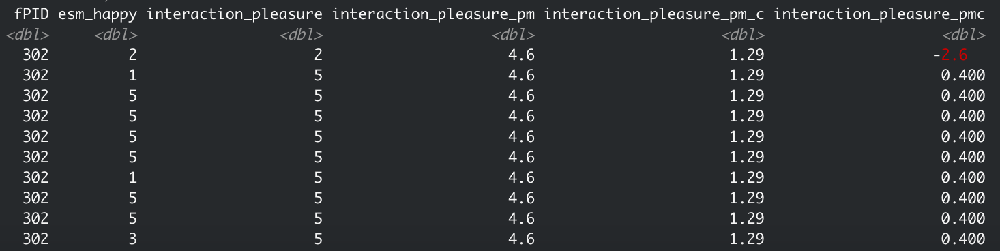 fPID esm_happy interaction_pleasure interaction_pleasure_pm interaction_pleasure_pm_c interaction_pleasure_pmc
<dbl> <dbl> <dbl> <dbl> <dbl> <dbl>
302 2 2 4.6 1.29 -2.6
302 1 5 4.6 1.29 0.400
302 5 5 4.6 1.29 0.400
302 5 5 4.6 1.29 0.400
302 5 5 4.6 1.29 0.400
302 5 5 4.6 1.29 0.400
302 1 5 4.6 1.29 0.400
302 5 5 4.6 1.29 0.400
302 5 5 4.6 1.29 0.400
302 3 5 4.6 1.29 0.400